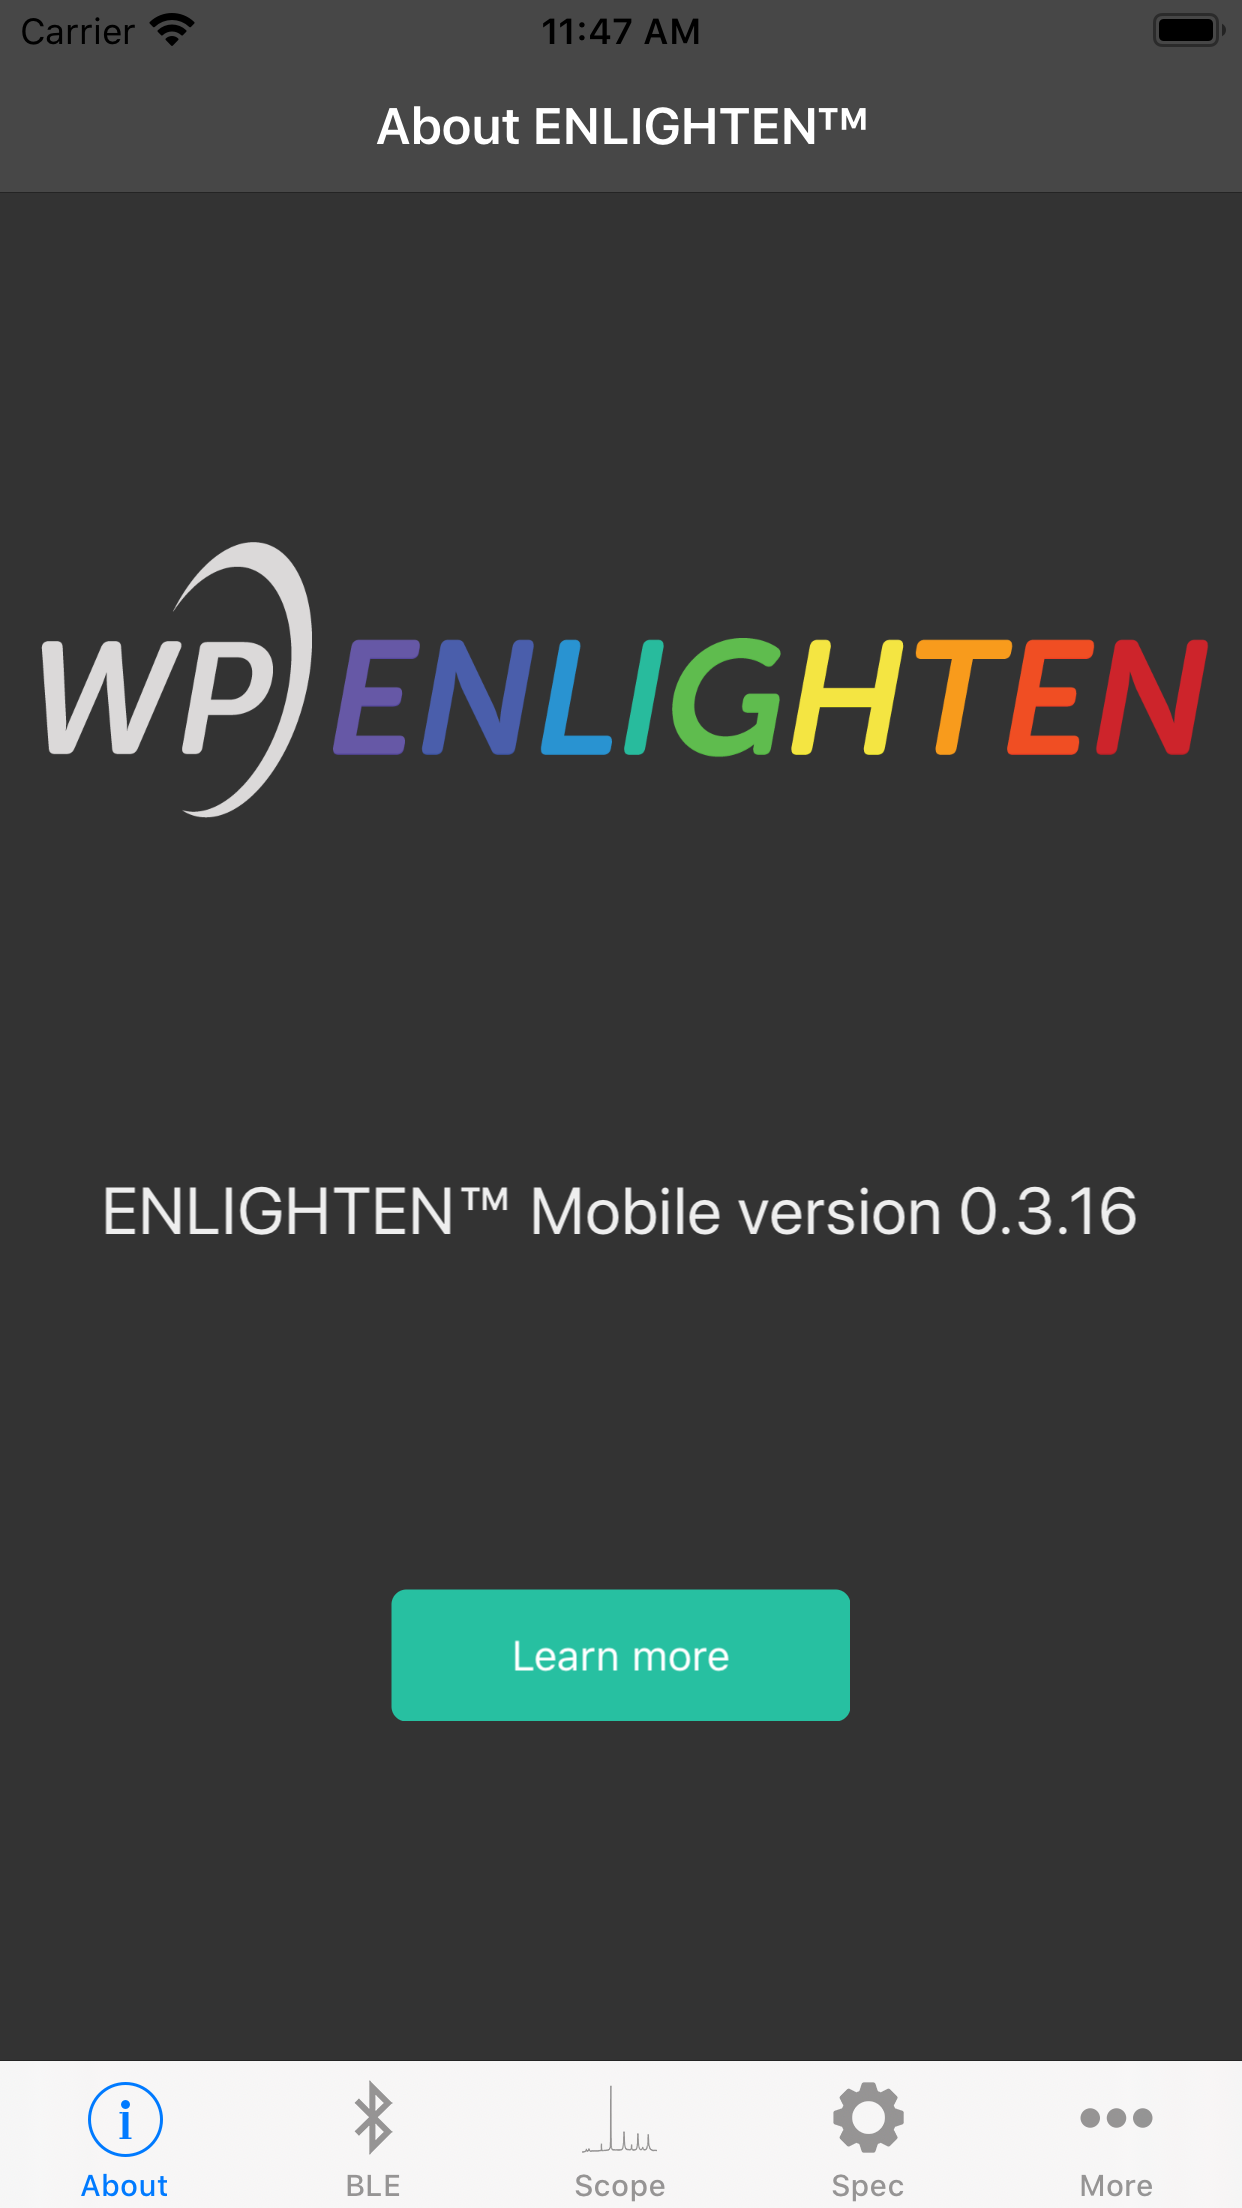 Carrier 11:47 AM
About ENLIGHTEN™
WP ENLIGHTEN
ENLIGHTEN™ Mobile version 0.3.16
Learn more
About BLE Scope Spec More